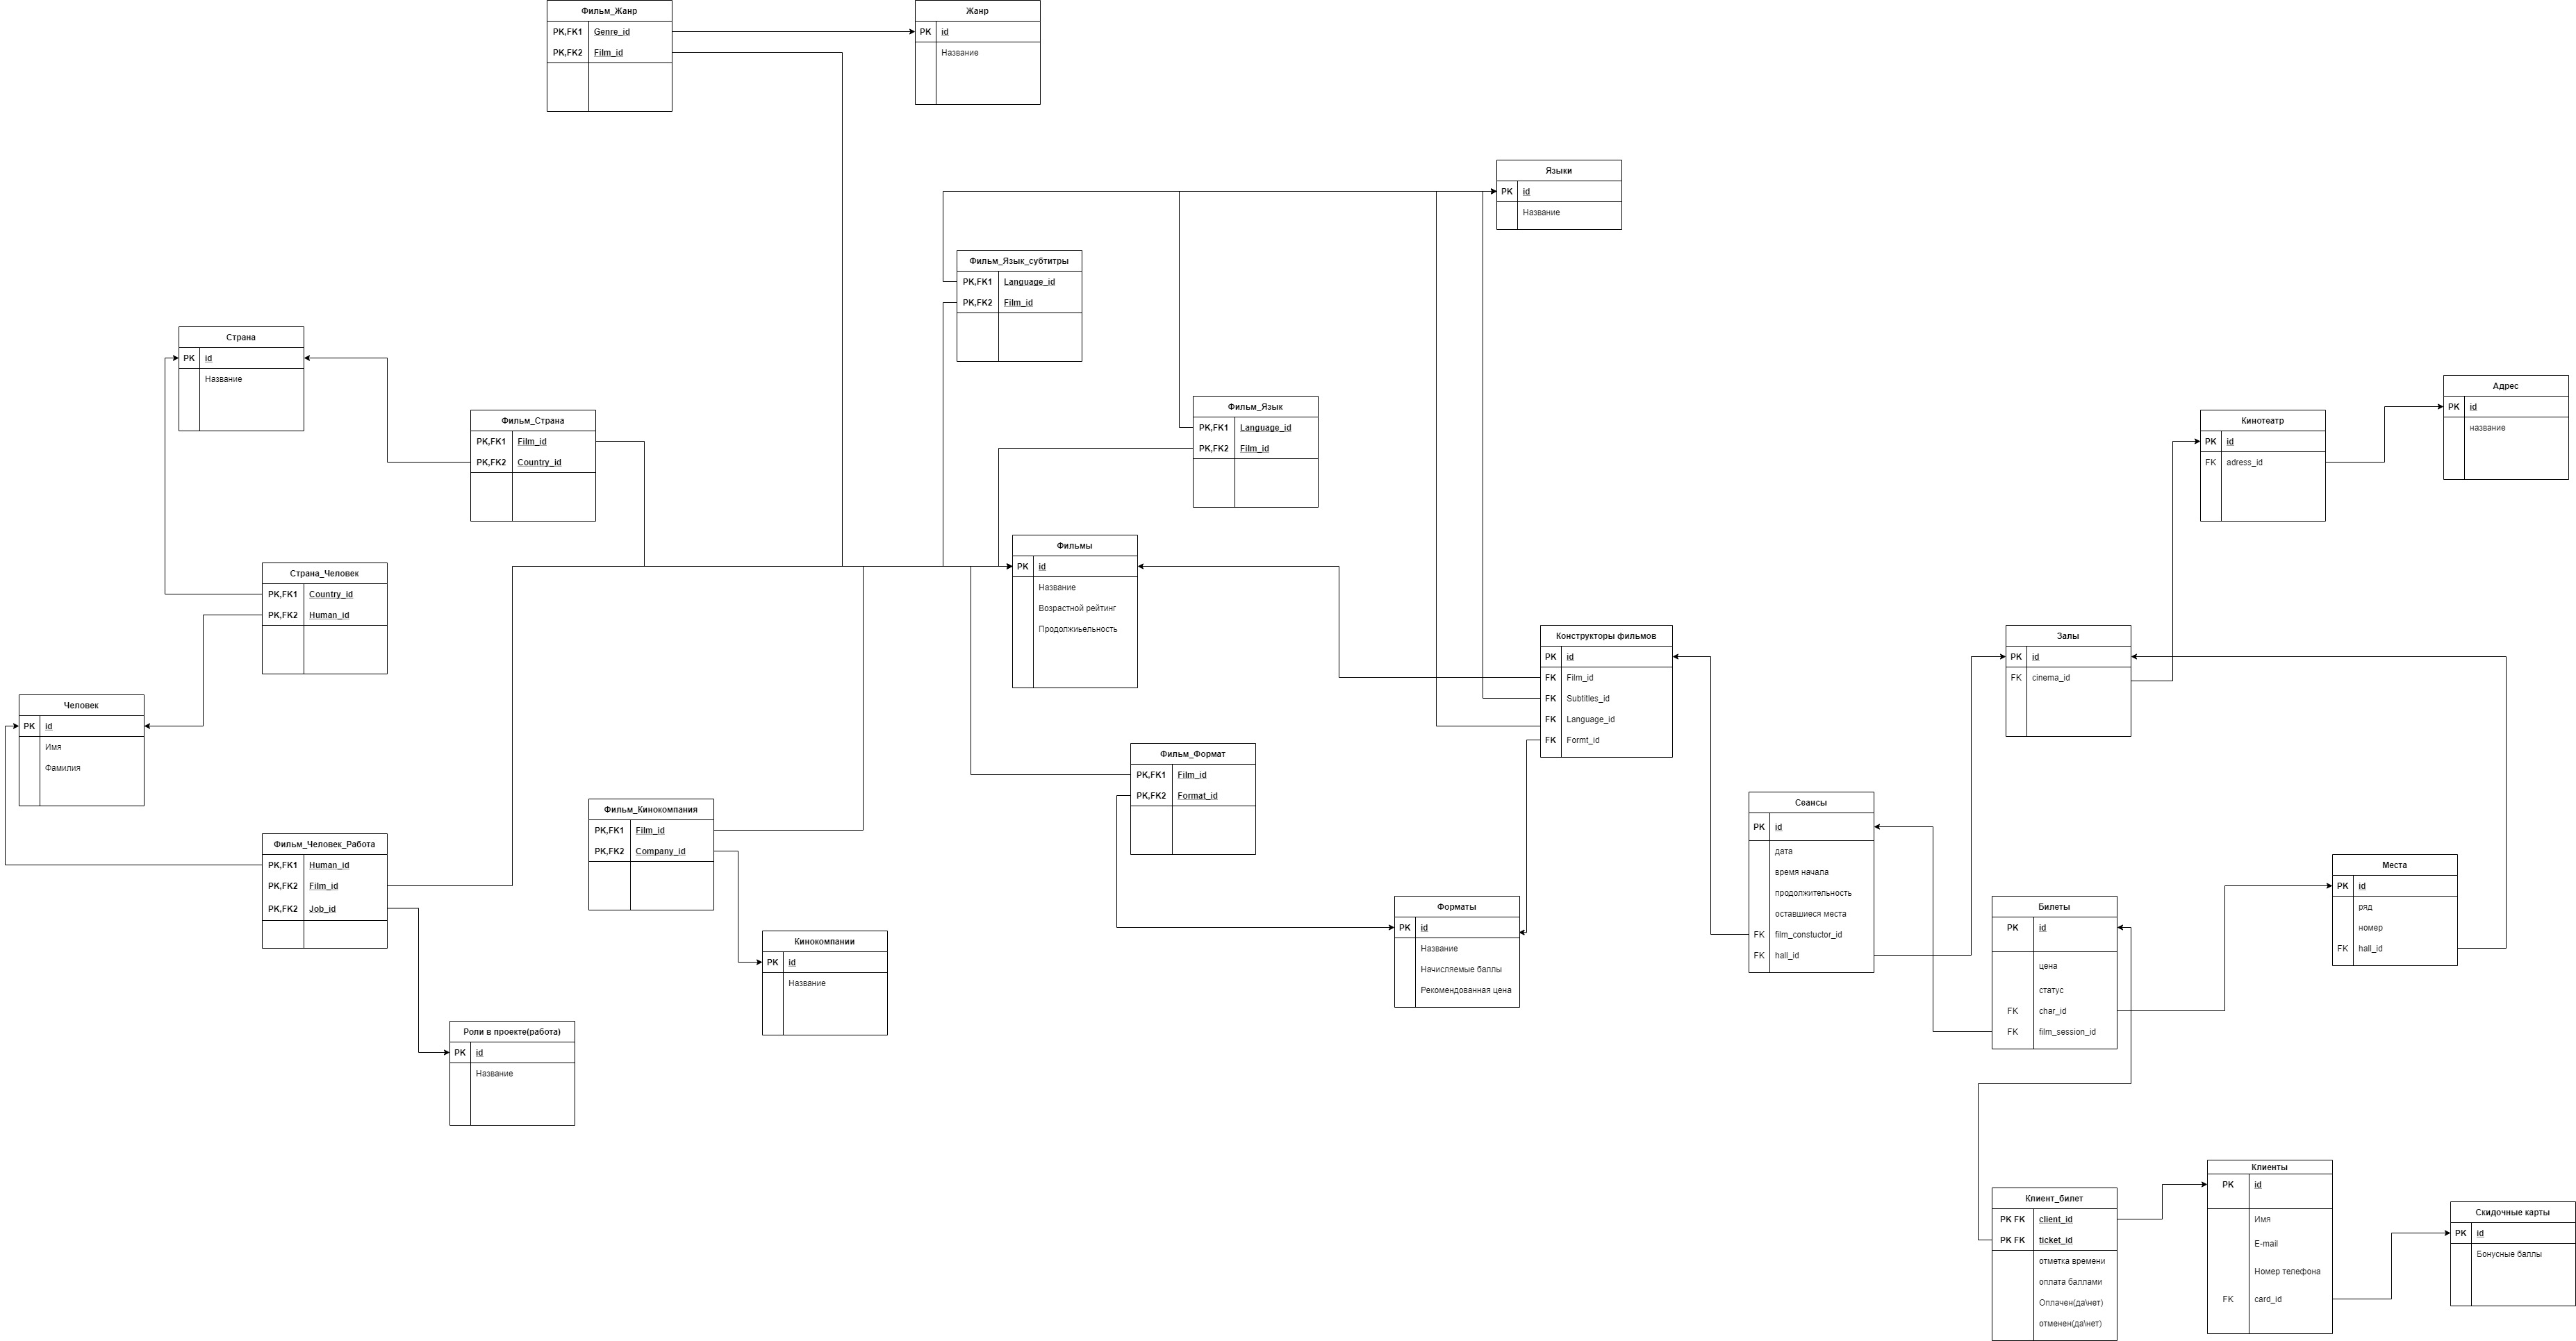 Фильм_Жанр
PK,FK1 Genre_id
PK,FK2 Film_id
Жанр
PK id
Название
Языки
PK id
Название
Фильм_Язык_субтитры
PK,FK1 Language_id
PK,FK2 Film_id
Страна
PK id
Название
Фильм_Страна
PK,FK1 Film_id
PK,FK2 Country_id
Фильм_Язык
PK,FK1 Language_id
PK,FK2 Film_id
Кинотеатр
PK id
FK adress_id
Адрес
PK id
название
Страна_Человек
PK,FK1 Country_id
PK,FK2 Human_id
Фильмы
PK id
Название
Возрастной рейтинг
Продолжиьельность
Конструкторы фильмов
PK id
FK Film_id
FK Subtitles_id
FK Language_id
FK Formt_id
Залы
PK id
FK cinema_id
Человек
PK id
Имя
Фамилия
Фильм_Формат
PK,FK1 Film_id
PK,FK2 Format_id
Фильм_Кинокомпания
PK,FK1 Film_id
PK,FK2 Company_id
Сеансы
PK id
дата
время начала
продолжительность
оставшиеся места
FK film_constuctor_id
FK hall_id
Фильм_Человек_Работа
PK,FK1 Human_id
PK,FK2 Film_id
PK,FK2 Job_id
Форматы
PK id
Название
Начисляемые баллы
Рекомендованная цена
Билеты
PK id
цена
статус
FK char_id
FK film_session_id
Места
PK id
ряд
номер
FK hall_id
Кинокомпании
PK id
Название
Роли в проекте(работа)
PK id
Название
Клиент_билет
PK FK client_id
PK FK ticket_id
отметка времени
оплата баллами
Оплачен(да\нет)
отменен(да\нет)
Клиенты
PK id
Имя
E-mail
Номер телефона
FK card_id
Скидочные карты
PK id
Бонусные баллы